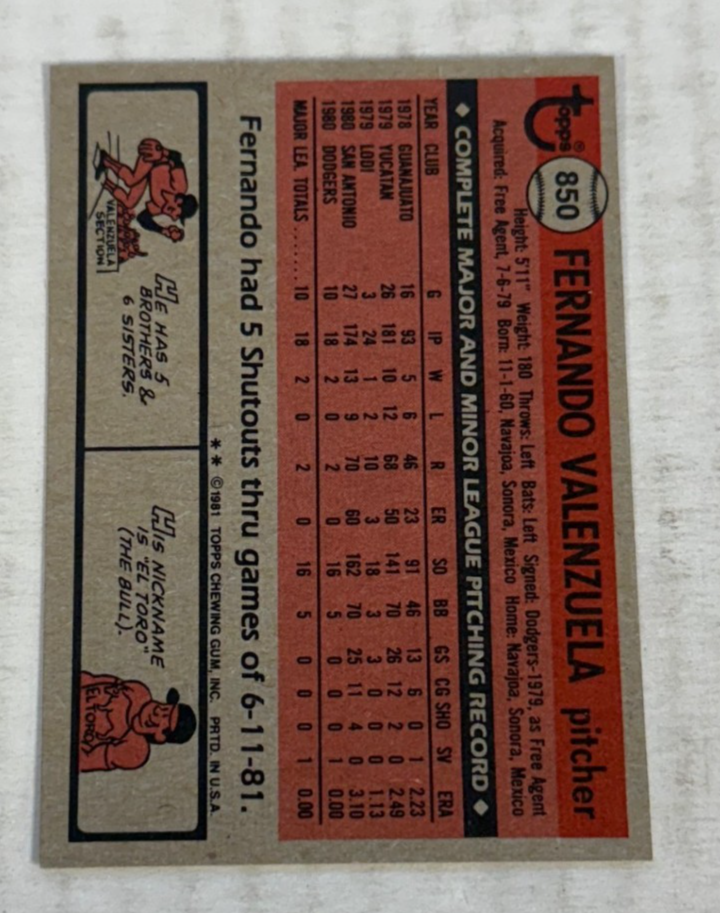 Topps®
850
FERNANDO VALENZUELA pitcher
Height: 5'11" Weight: 180 Throws: Left Bats: Left Signed: Dodgers-1979, as Free Agent
Acquired: Free Agent, 7-6-79 Born: 11-1-60, Navajoa, Sonora, Mexico Home: Navajoa, Sonora, Mexico
◆ COMPLETE MAJOR AND MINOR LEAGUE PITCHING RECORD ◆
YEAR CLUB G IP W L R ER SO BB GS CG SHO SV ERA
1978 GUANAJUATO 16 93 5 6 46 23 91 46 13 6 0 1 2.23
1979 YUCATAN 26 181 10 12 68 50 141 70 26 12 2 0 2.49
1979 LODI 3 24 1 2 10 3 18 3 3 0 0 0 1.13
1980 SAN ANTONIO 27 174 13 9 70 60 162 70 25 11 4 0 3.10
1980 DODGERS 10 18 2 0 2 0 16 5 0 0 0 1 0.00
MAJOR LEA. TOTALS ........ 10 18 2 0 2 0 16 5 0 0 0 1 0.00
Fernando had 5 Shutouts thru games of 6-11-81.
** ©1981 TOPPS CHEWING GUM, INC. PRTD. IN U.S.A.
HE HAS 5
BROTHERS &
6 SISTERS.
VALENZUELA
SECTION
HIS NICKNAME
IS "EL TORO"
(THE BULL).
EL TORO